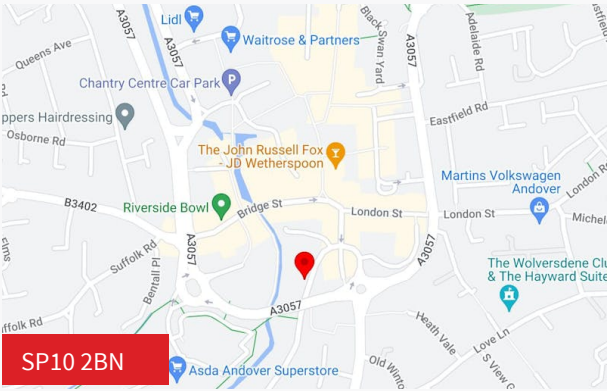 Lidl
A3057
A3057
Black Swan Yard
Adelaide Rd
Waitrose & Partners
Queens Ave
A3057
Chantry Centre Car Park
P
ppers Hairdressing
Eastfield Rd
Osborne Rd
The John Russell Fox
- JD Wetherspoon
Martins Volkswagen
Andover
London R
B3402
Riverside Bowl
Bridge St
London St
London St
Michel
Elms
Suffolk Rd
Bentall Pl
A3057
A3057
The Wolversdene Clu
& The Hayward Suite
A3057
ffolk Rd
Heath Vale
Love Ln
S View
SP10 2BN
Asda Andover Superstore
Old Winto